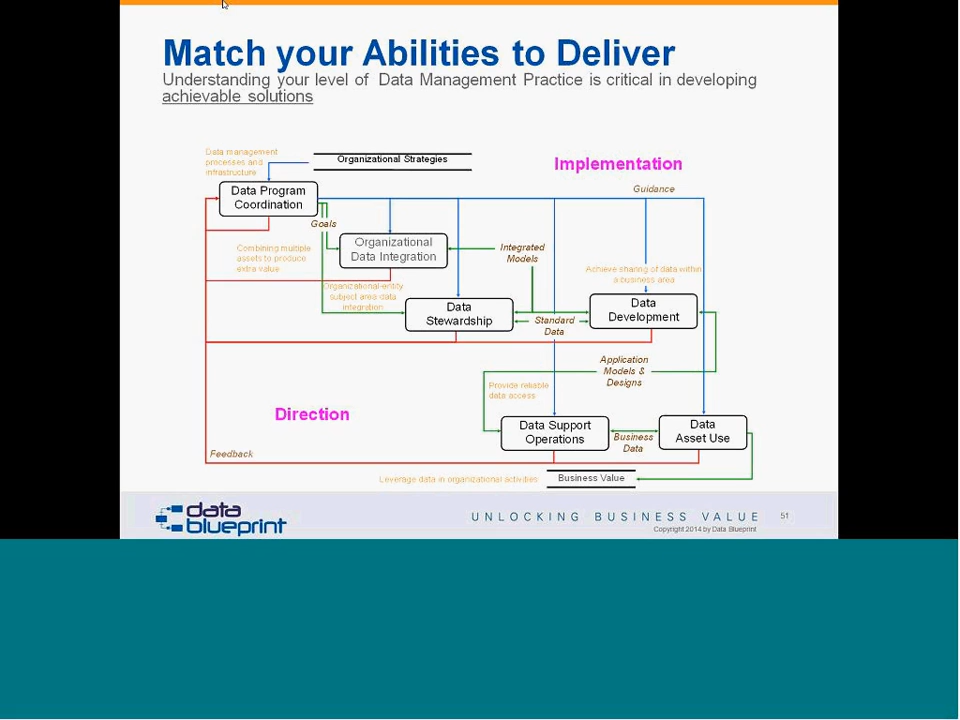 Match your Abilities to Deliver
Understanding your level of Data Management Practice is critical in developing
achievable solutions
Data management
processes and
infrastructure
Organizational Strategies
Implementation
Guidance
Data Program
Coordination
Goals
Combining multiple
assets to produce
extra value
Organizational
Data Integration
Integrated
Models
Achieve sharing of data within
a business area
Organizational-entity
subject area data
integration
Data
Stewardship
Standard
Data
Data
Development
Application
Models &
Designs
Provide reliable
data access
Direction
Data Support
Operations
Business
Data
Data
Asset Use
Feedback
Leverage data in organizational activities
Business Value
data
blueprint
UNLOCKING BUSINESS VALUE
51
Copyright 2014 by Data Blueprint